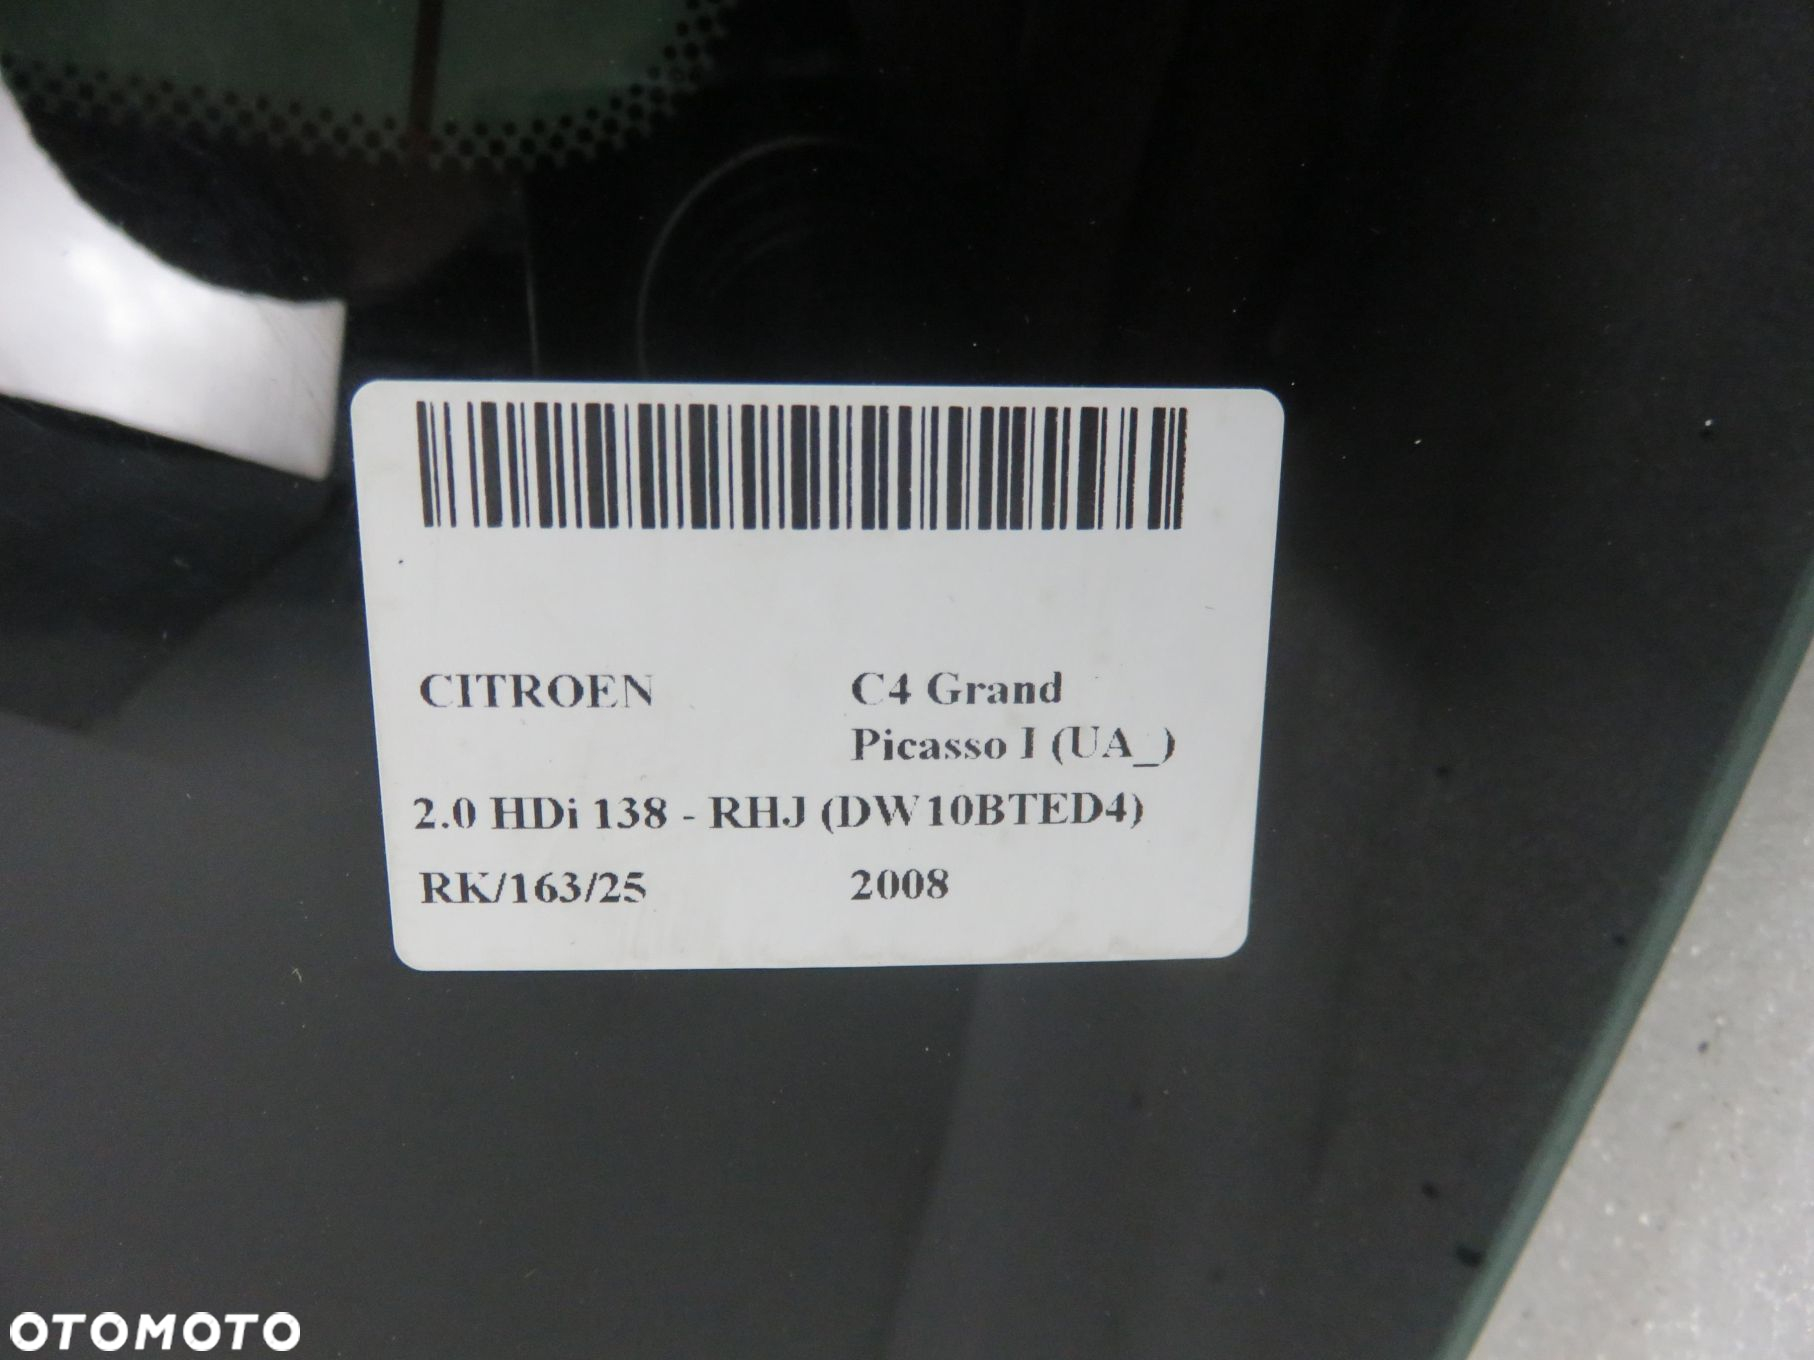 CITROEN
C4 Grand
Picasso I (UA_)
2.0 HDi 138 - RHJ (DW10BTED4)
RK/163/25
2008
OTOMOTO